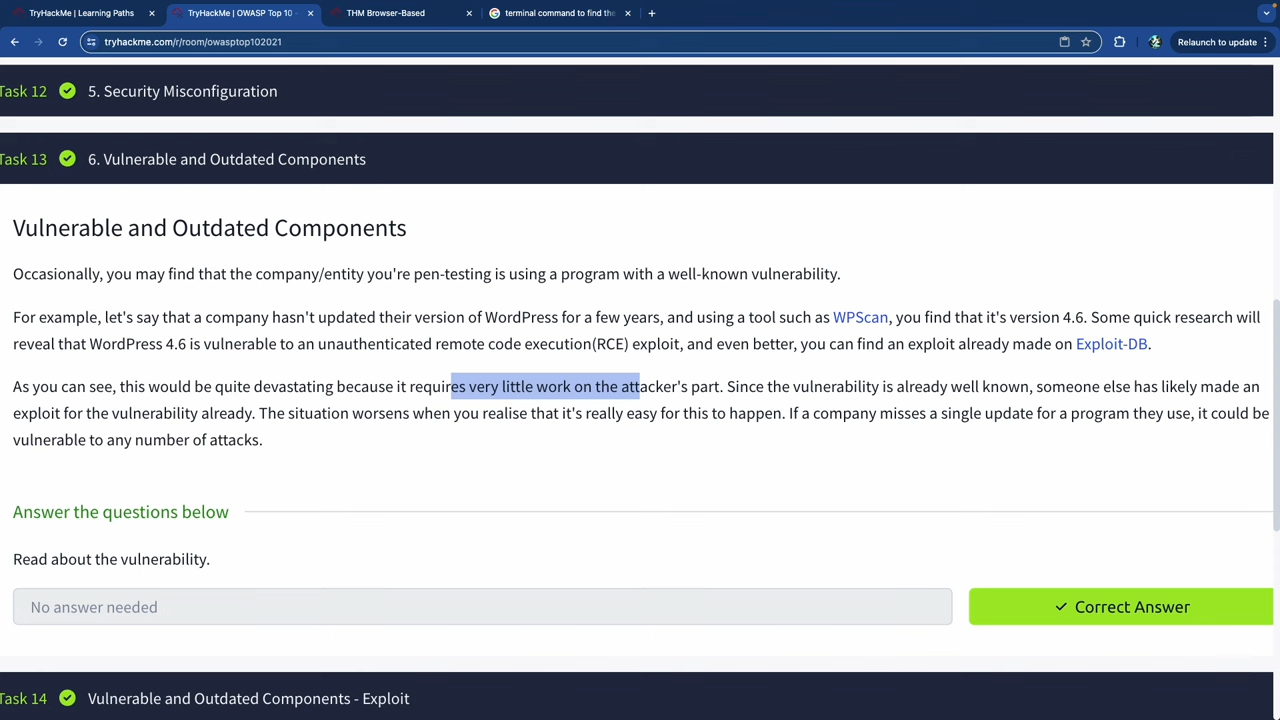 TryHackMe | Learning Paths
TryHackMe | OWASP Top 10 -
THM Browser-Based
terminal command to find the
tryhackme.com/r/room/owasptop102021
Relaunch to update
Task 12 5. Security Misconfiguration
Task 13 6. Vulnerable and Outdated Components
Vulnerable and Outdated Components
Occasionally, you may find that the company/entity you're pen-testing is using a program with a well-known vulnerability.
For example, let's say that a company hasn't updated their version of WordPress for a few years, and using a tool such as WPScan, you find that it's version 4.6. Some quick research will
reveal that WordPress 4.6 is vulnerable to an unauthenticated remote code execution(RCE) exploit, and even better, you can find an exploit already made on Exploit-DB.
As you can see, this would be quite devastating because it requires very little work on the attacker's part. Since the vulnerability is already well known, someone else has likely made an
exploit for the vulnerability already. The situation worsens when you realise that it's really easy for this to happen. If a company misses a single update for a program they use, it could be
vulnerable to any number of attacks.
Answer the questions below
Read about the vulnerability.
No answer needed
Correct Answer
Task 14 Vulnerable and Outdated Components - Exploit